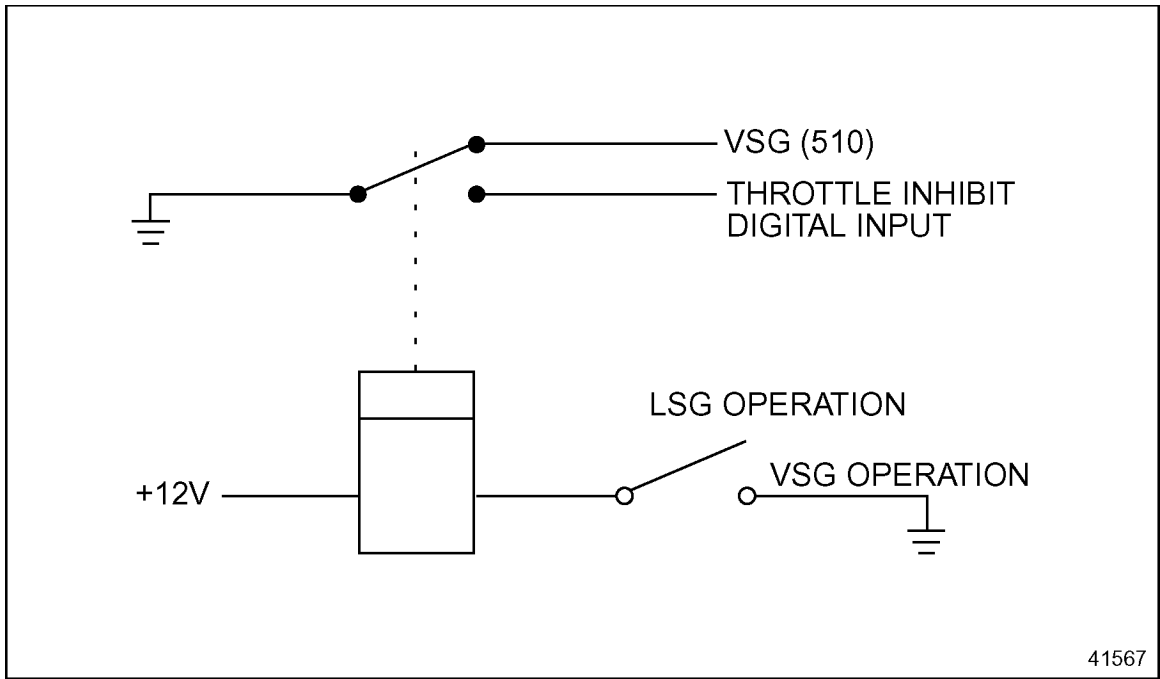 VSG (510)
THROTTLE INHIBIT
DIGITAL INPUT
LSG OPERATION
VSG OPERATION
+12V
41567